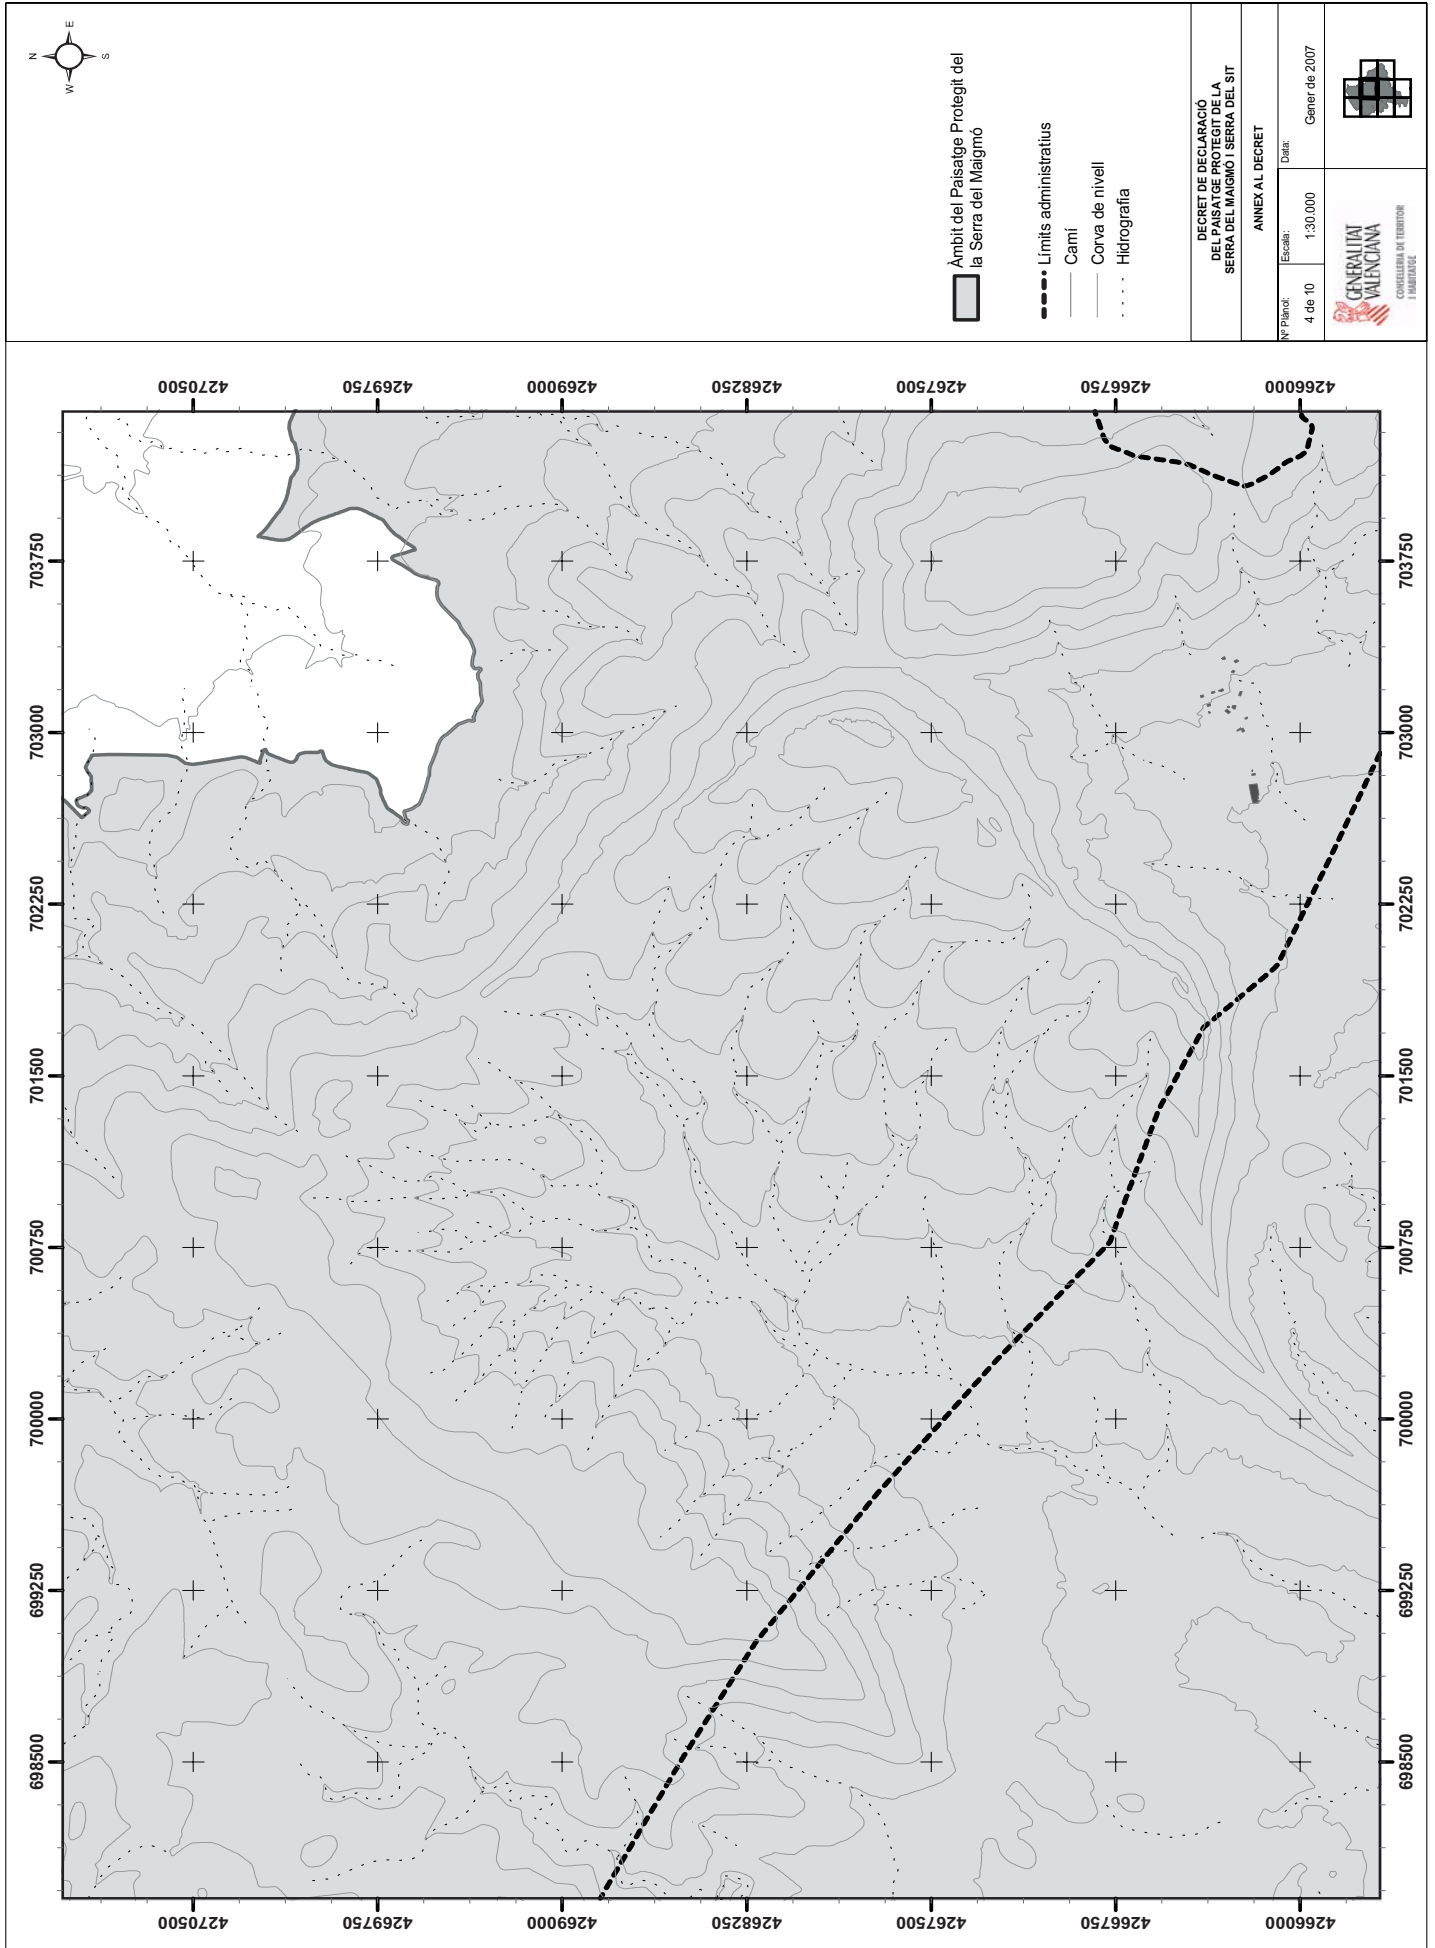 N
W
E
S
Àmbit del Paisatge Protegit del
la Serra del Maigmó
Límits administratius
Camí
Corva de nivell
Hidrografia
DECRET DE DECLARACIÓ
DEL PAISATGE PROTEGIT DE LA
SERRA DEL MAIGMÓ I SERRA DEL SIT
ANNEX AL DECRET
Nº Plànol:
4 de 10
Escala:
1:30.000
Data:
Gener de 2007
GENERALITAT
VALENCIANA
CONSELLERIA DE TERRITORI
I HABITATGE
698500
699250
700000
700750
701500
702250
703000
703750
4270500
4269750
4269000
4268250
4267500
4266750
4266000
4270500
4269750
4269000
4268250
4267500
4266750
4266000
698500
699250
700000
700750
701500
702250
703000
703750